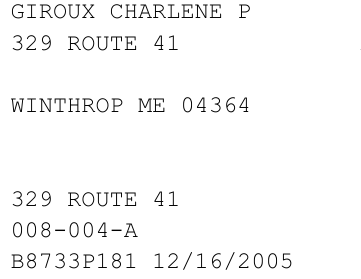 GIROUX CHARLENE P
329 ROUTE 41
WINTHROP ME 04364
329 ROUTE 41
008-004-A
B8733P181 12/16/2005